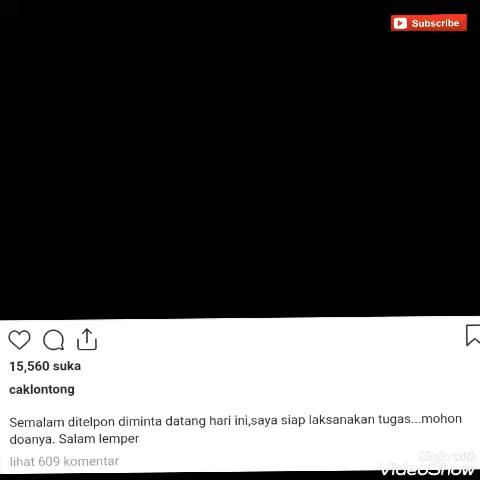 Subscribe
15,560 suka
caklontong
Semalam ditelpon diminta datang hari ini,saya siap laksanakan tugas...mohon
doanya. Salam lemper
lihat 609 komentar
Made with
VideoShow